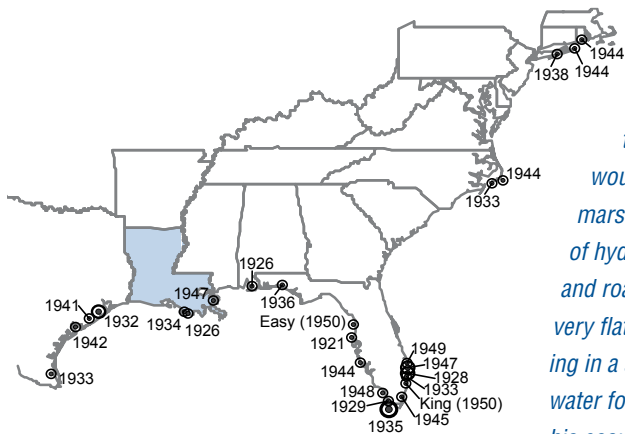 1944
1938
1944
1944
1933
1926
1936
1947
1941
1932
1934
1926
1942
1933
Easy (1950)
1921
1944
1948
1929
1935
1949
1947
1928
1933
King (1950)
1945
wou
mars
of hyd
and roa
very flat
ing in a
water fo